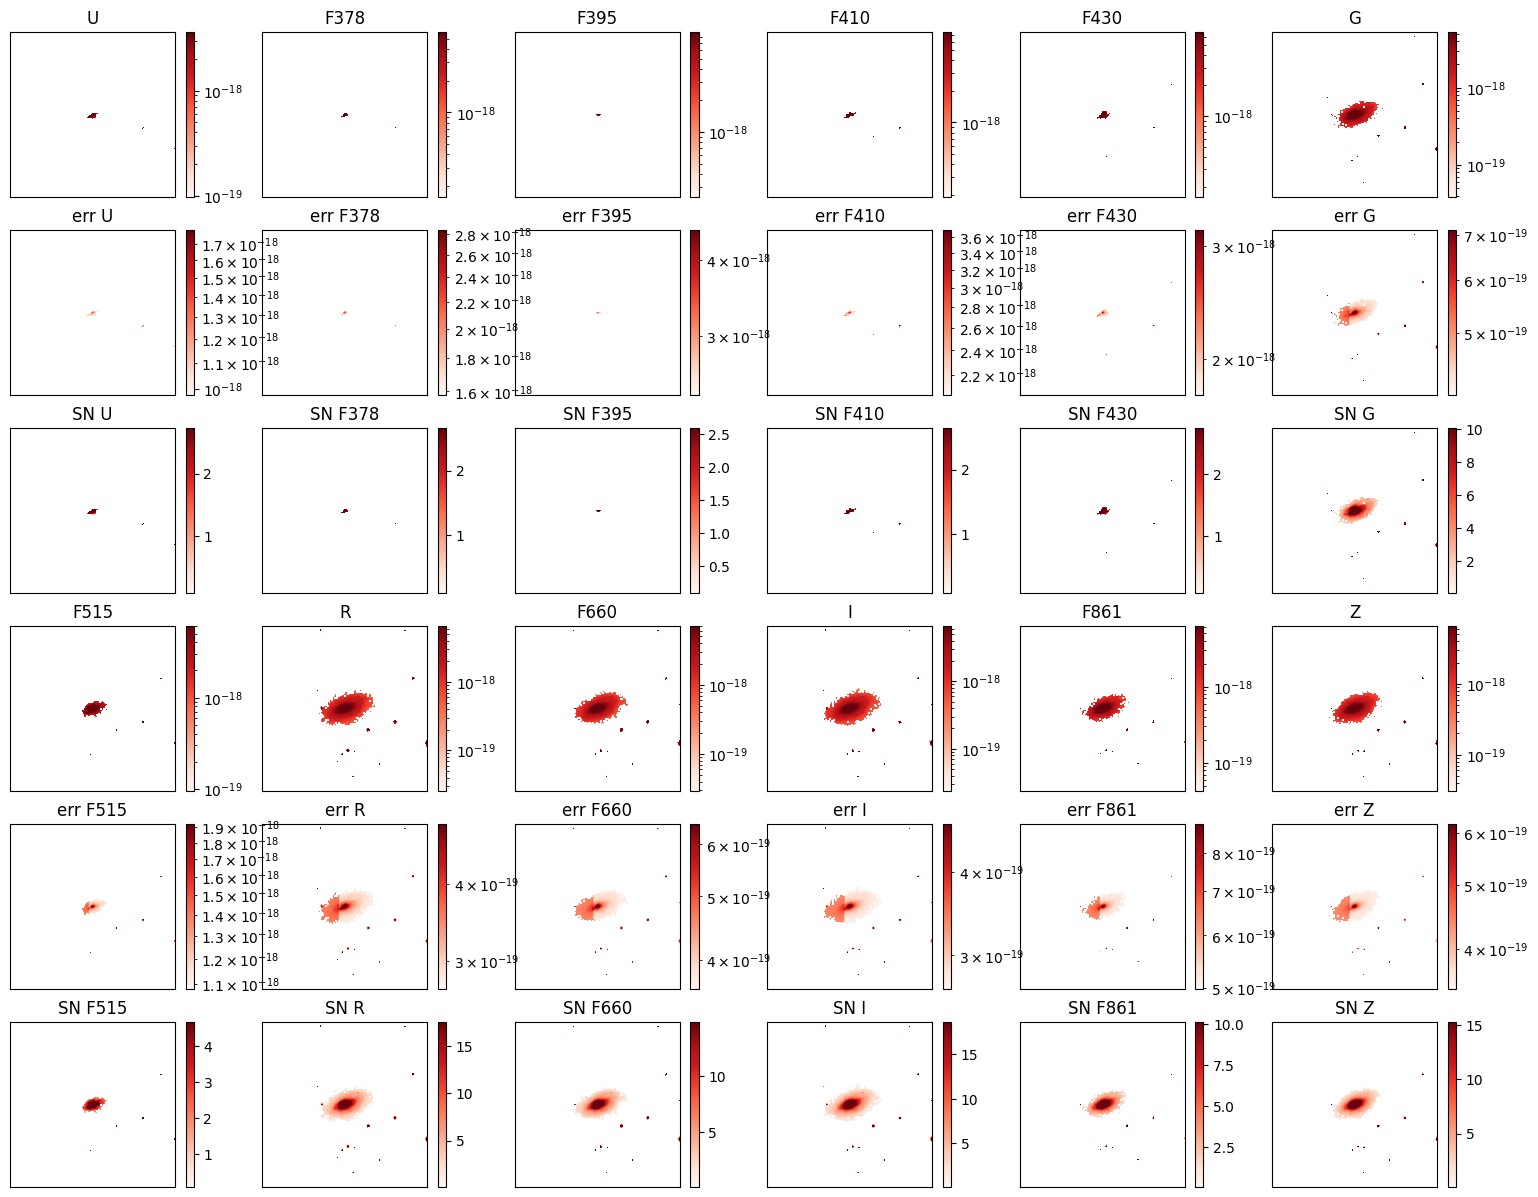 U F378 F395 F410 F430 G
10⁻¹⁸ 10⁻¹⁸ 10⁻¹⁸ 10⁻¹⁸ 10⁻¹⁸ 10⁻¹⁸
10⁻¹⁹ 10⁻¹⁹
err U err F378 err F395 err F410 err F430 err G
1.7 × 10⁻¹⁸ 2.8 × 10⁻¹⁸ 4 × 10⁻¹⁸ 3.6 × 10⁻¹⁸ 3 × 10⁻¹⁸ 7 × 10⁻¹⁹
1.6 × 10⁻¹⁸ 2.6 × 10⁻¹⁸ 3 × 10⁻¹⁸ 3.4 × 10⁻¹⁸ 2 × 10⁻¹⁸ 6 × 10⁻¹⁹
1.5 × 10⁻¹⁸ 2.4 × 10⁻¹⁸ 3.2 × 10⁻¹⁸ 5 × 10⁻¹⁹
1.4 × 10⁻¹⁸ 2.2 × 10⁻¹⁸ 3 × 10⁻¹⁸
1.3 × 10⁻¹⁸ 2 × 10⁻¹⁸ 2.8 × 10⁻¹⁸
1.2 × 10⁻¹⁸ 1.8 × 10⁻¹⁸ 2.6 × 10⁻¹⁸
1.1 × 10⁻¹⁸ 1.6 × 10⁻¹⁸ 2.4 × 10⁻¹⁸
10⁻¹⁸ 2.2 × 10⁻¹⁸
SN U SN F378 SN F395 SN F410 SN F430 SN G
2 2 2.5 2 2 10
1 1 2.0 1 1 8
1.5 6
1.0 4
0.5 2
F515 R F660 I F861 Z
10⁻¹⁸ 10⁻¹⁸ 10⁻¹⁸ 10⁻¹⁸ 10⁻¹⁸ 10⁻¹⁸
10⁻¹⁹ 10⁻¹⁹ 10⁻¹⁹ 10⁻¹⁹ 10⁻¹⁹ 10⁻¹⁹
err F515 err R err F660 err I err F861 err Z
1.9 × 10⁻¹⁸ 4 × 10⁻¹⁹ 6 × 10⁻¹⁹ 4 × 10⁻¹⁹ 8 × 10⁻¹⁹ 6 × 10⁻¹⁹
1.8 × 10⁻¹⁸ 3 × 10⁻¹⁹ 5 × 10⁻¹⁹ 3 × 10⁻¹⁹ 7 × 10⁻¹⁹ 5 × 10⁻¹⁹
1.7 × 10⁻¹⁸ 4 × 10⁻¹⁹ 6 × 10⁻¹⁹ 4 × 10⁻¹⁹
1.6 × 10⁻¹⁸ 5 × 10⁻¹⁹
1.5 × 10⁻¹⁸
1.4 × 10⁻¹⁸
1.3 × 10⁻¹⁸
1.2 × 10⁻¹⁸
1.1 × 10⁻¹⁸
SN F515 SN R SN F660 SN I SN F861 SN Z
4 15 10 15 10.0 15
3 10 5 10 7.5 10
2 5 5 5.0 5
1 2.5